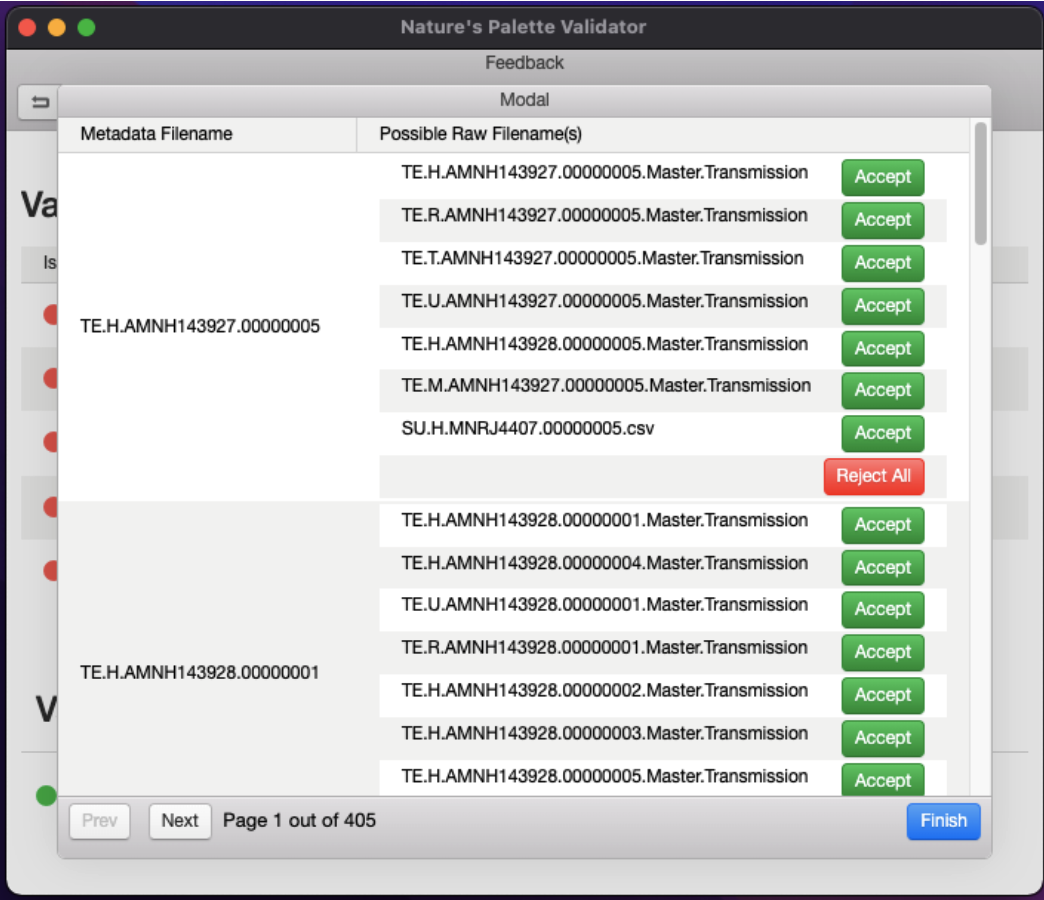 Nature's Palette Validator
Feedback
Modal
Metadata Filename Possible Raw Filename(s)
Va
Is
TE.H.AMNH143927.00000005
TE.H.AMNH143927.00000005.Master.Transmission Accept
TE.R.AMNH143927.00000005.Master.Transmission Accept
TE.T.AMNH143927.00000005.Master.Transmission Accept
TE.U.AMNH143927.00000005.Master.Transmission Accept
TE.H.AMNH143928.00000005.Master.Transmission Accept
TE.M.AMNH143927.00000005.Master.Transmission Accept
SU.H.MNRJ4407.00000005.csv Accept
Reject All
TE.H.AMNH143928.00000001
TE.H.AMNH143928.00000001.Master.Transmission Accept
TE.H.AMNH143928.00000004.Master.Transmission Accept
TE.U.AMNH143928.00000001.Master.Transmission Accept
TE.R.AMNH143928.00000001.Master.Transmission Accept
TE.H.AMNH143928.00000002.Master.Transmission Accept
TE.H.AMNH143928.00000003.Master.Transmission Accept
TE.H.AMNH143928.00000005.Master.Transmission Accept
V
Prev Next Page 1 out of 405 Finish